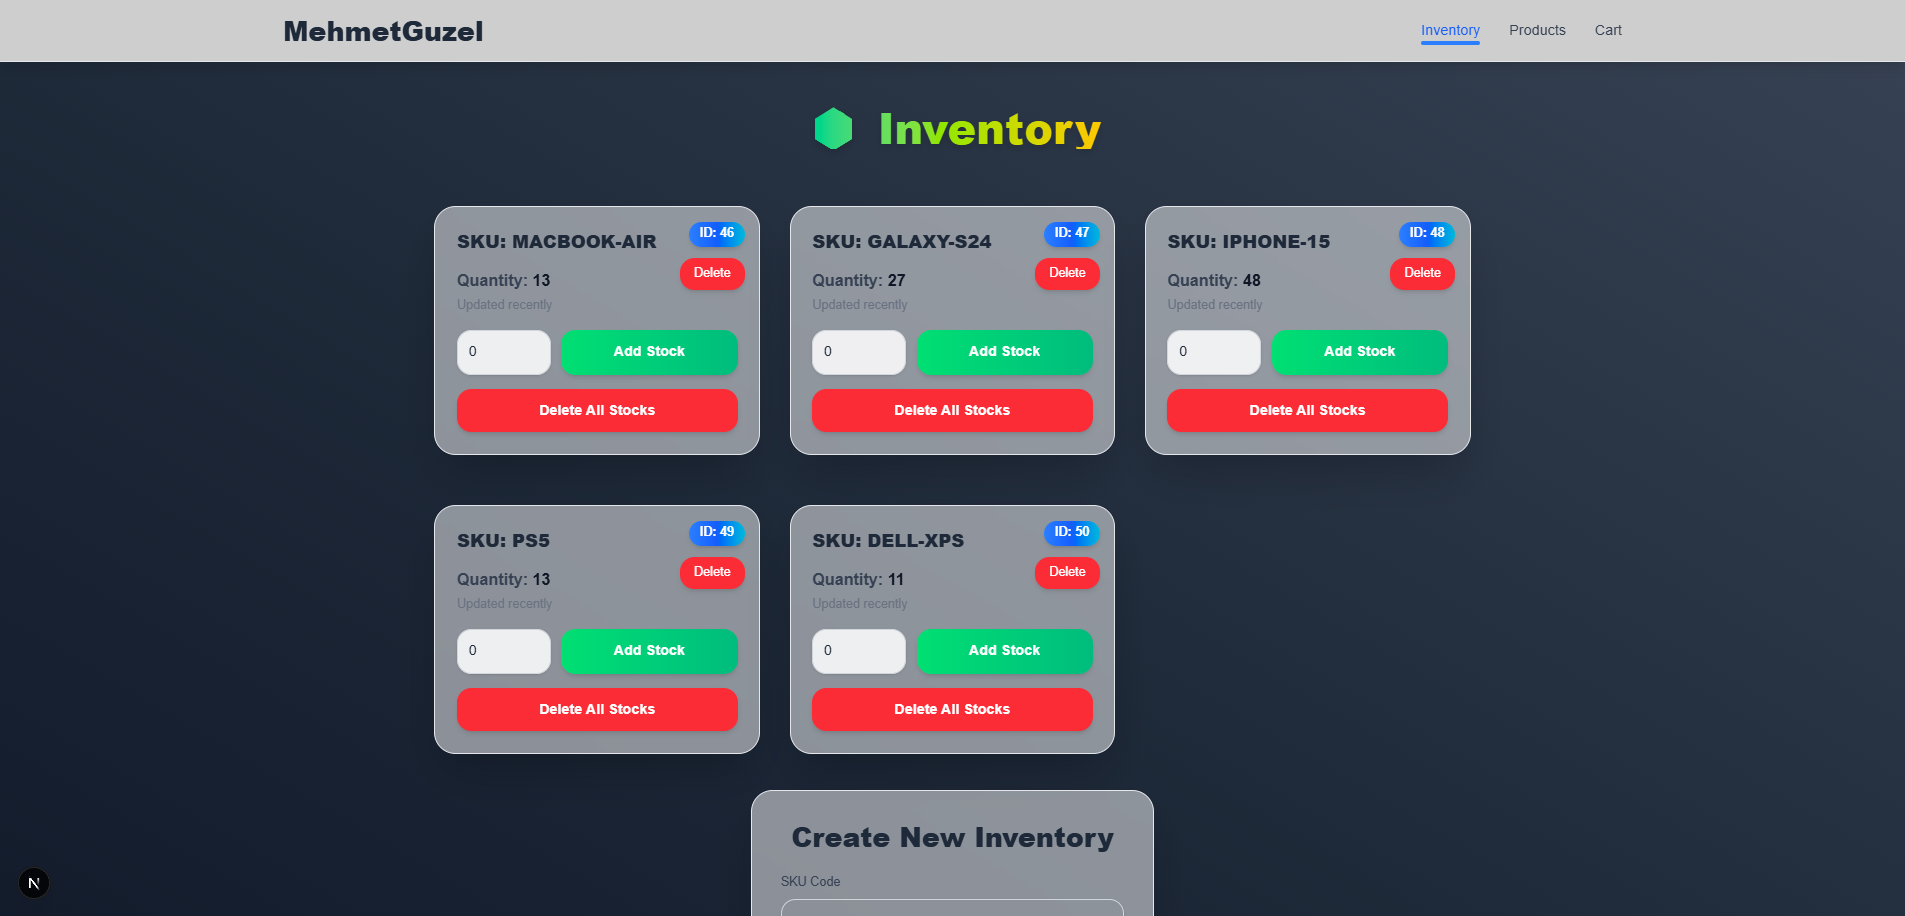 MehmetGuzel
Inventory Products Cart
Inventory
SKU: MACBOOK-AIR
ID: 46
Delete
Quantity: 13
Updated recently
0
Add Stock
Delete All Stocks
SKU: GALAXY-S24
ID: 47
Delete
Quantity: 27
Updated recently
0
Add Stock
Delete All Stocks
SKU: IPHONE-15
ID: 48
Delete
Quantity: 48
Updated recently
0
Add Stock
Delete All Stocks
SKU: PS5
ID: 49
Delete
Quantity: 13
Updated recently
0
Add Stock
Delete All Stocks
SKU: DELL-XPS
ID: 50
Delete
Quantity: 11
Updated recently
0
Add Stock
Delete All Stocks
Create New Inventory
SKU Code
N